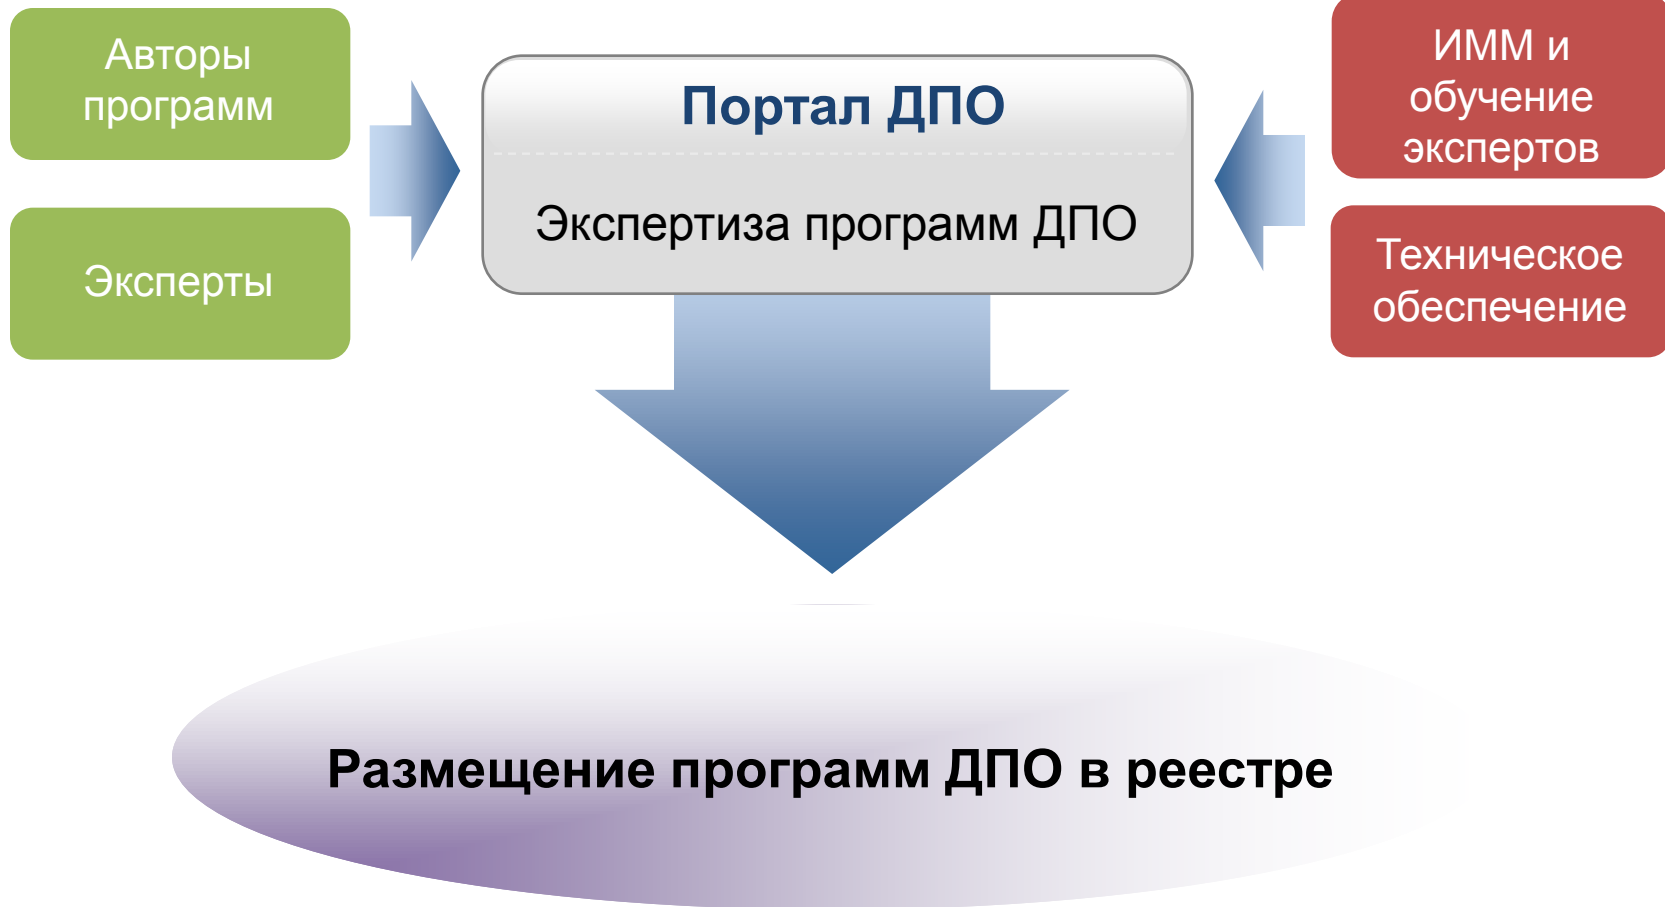 Авторы
программ
Эксперты
Портал ДПО
Экспертиза программ ДПО
ИММ и
обучение
экспертов
Техническое
обеспечение
Размещение программ ДПО в реестре